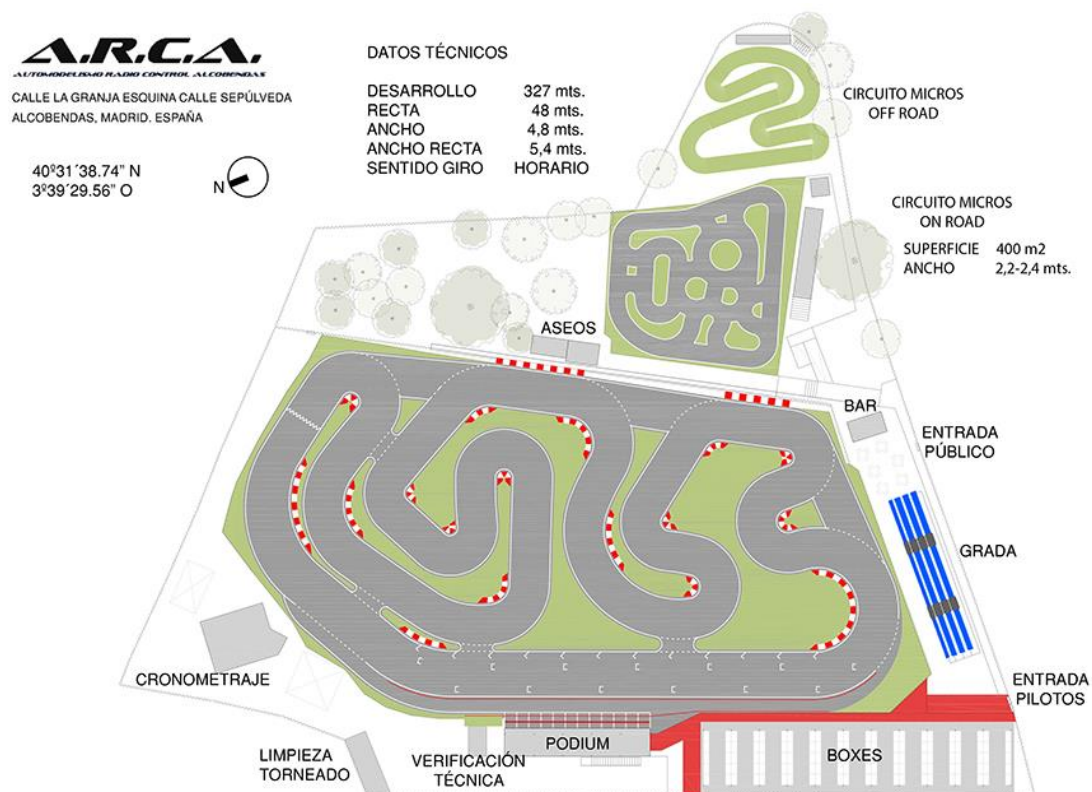 A.R.C.A.
AUTOMODELISMO RADIO CONTROL ALCOBENDAS
CALLE LA GRANJA ESQUINA CALLE SEPÚLVEDA
ALCOBENDAS, MADRID. ESPAÑA
40º31´38.74" N
3º39´29.56" O
N
DATOS TÉCNICOS
DESARROLLO 327 mts.
RECTA 48 mts.
ANCHO 4,8 mts.
ANCHO RECTA 5,4 mts.
SENTIDO GIRO HORARIO
CIRCUITO MICROS
OFF ROAD
CIRCUITO MICROS
ON ROAD
SUPERFICIE 400 m2
ANCHO 2,2-2,4 mts.
ASEOS
BAR
ENTRADA
PÚBLICO
GRADA
CRONOMETRAJE
ENTRADA
PILOTOS
LIMPIEZA
TORNEADO
VERIFICACIÓN
TÉCNICA
PODIUM
BOXES